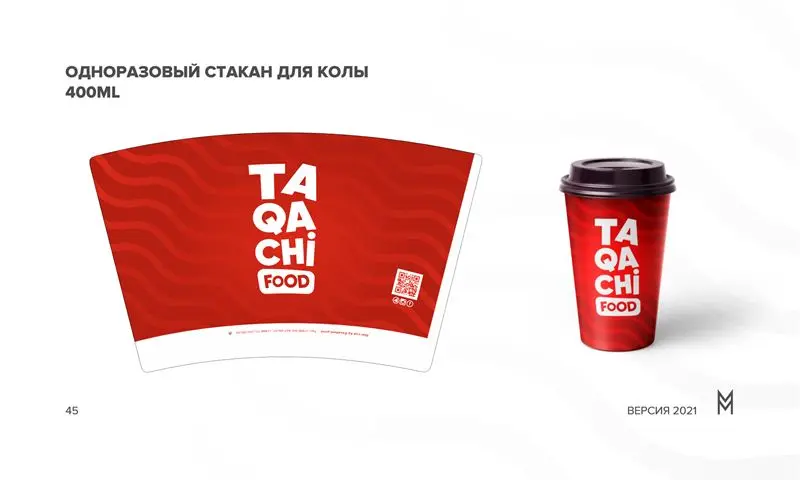 ОДНОРАЗОВЫЙ СТАКАН ДЛЯ КОЛЫ
400ML
TA
QA
CHi
FOOD
TA
QA
CHi
FOOD
45
ВЕРСИЯ 2021